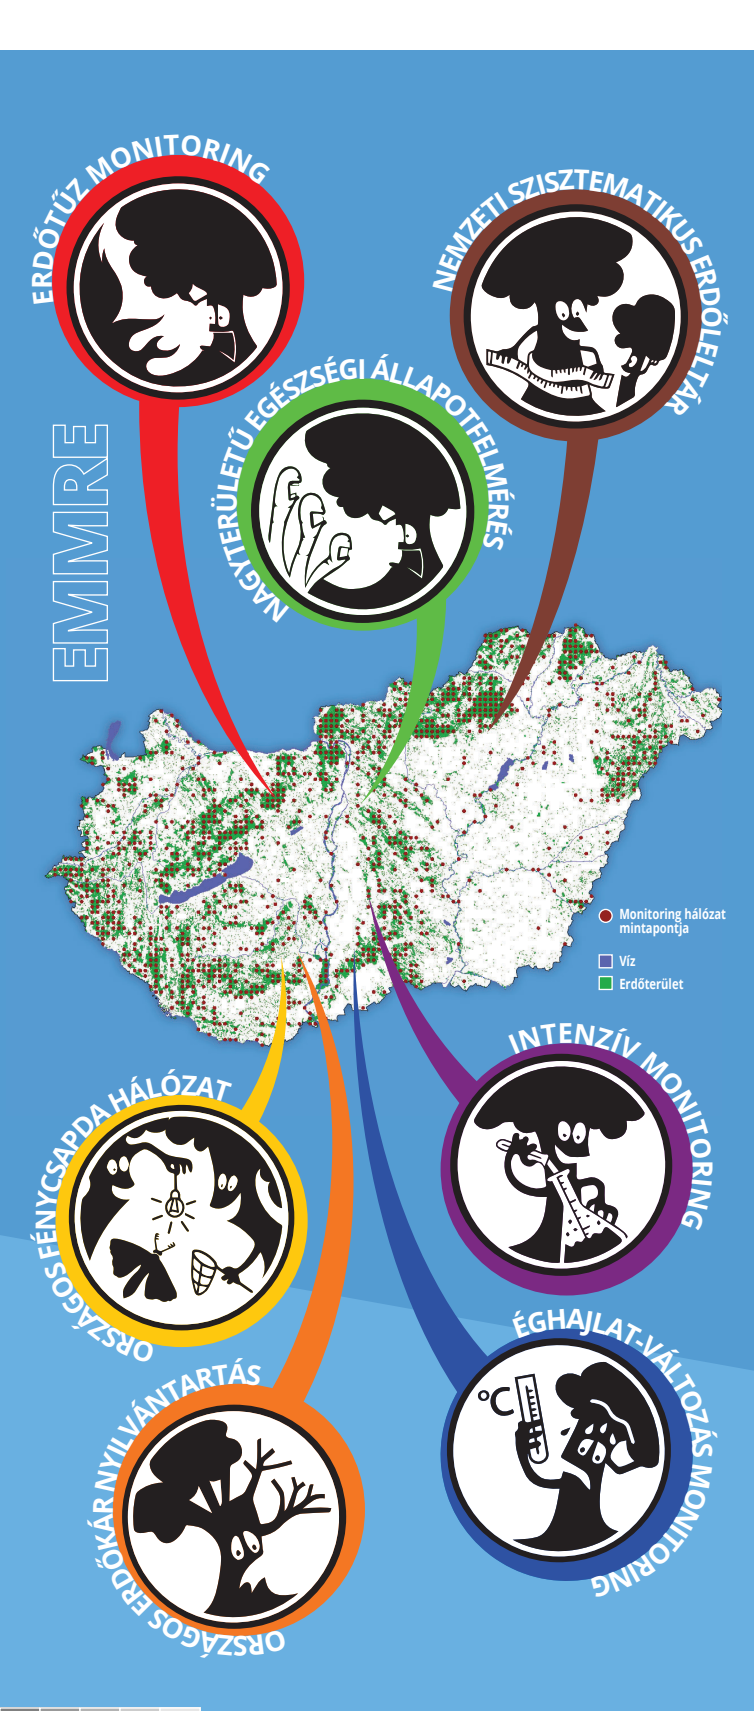 ERDŐTŰZ MONITORING
NEMZETI SZISZTEMATIKUS ERDŐLELTÁR
NAGYTERÜLETŰ EGÉSZSÉGI ÁLLAPOTFELMÉRÉS
EMMRE
Monitoring hálózat
mintapontja
Víz
Erdőterület
INTENZÍV MONITORING
ORSZÁGOS FÉNYCSAPDA HÁLÓZAT
ÉGHAJLAT-VÁLTOZÁS MONITORING
°C
ORSZÁGOS ERDŐKÁR NYILVÁNTARTÁS